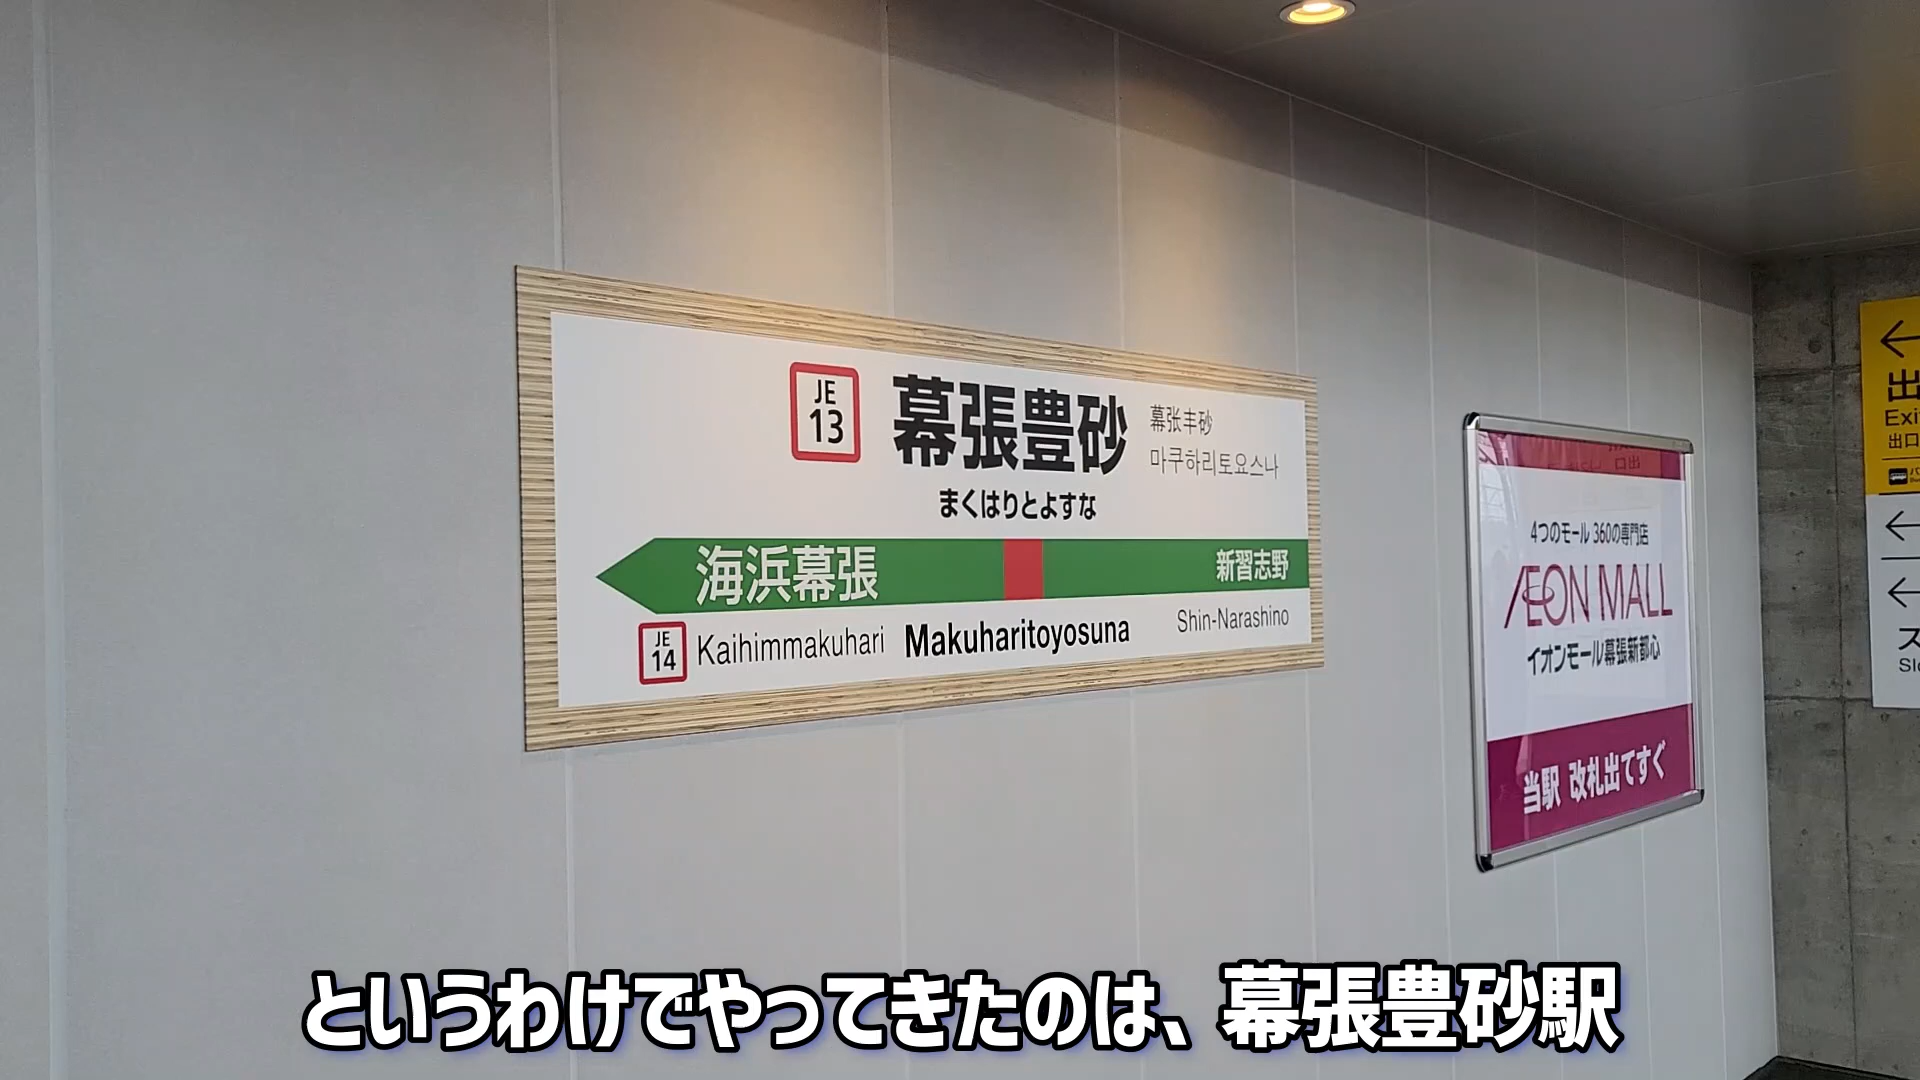 JE
13
幕張豊砂
幕张丰砂
마쿠하리토요스나
まくはりとよすな
海浜幕張
新習志野
JE
14
Kaihimmakuhari
Makuharitoyosuna
Shin-Narashino
4つのモール 360の専門店
ÆON MALL
イオンモール幕張新都心
当駅 改札出てすぐ
出
Exi
出口
というわけでやってきたのは、幕張豊砂駅